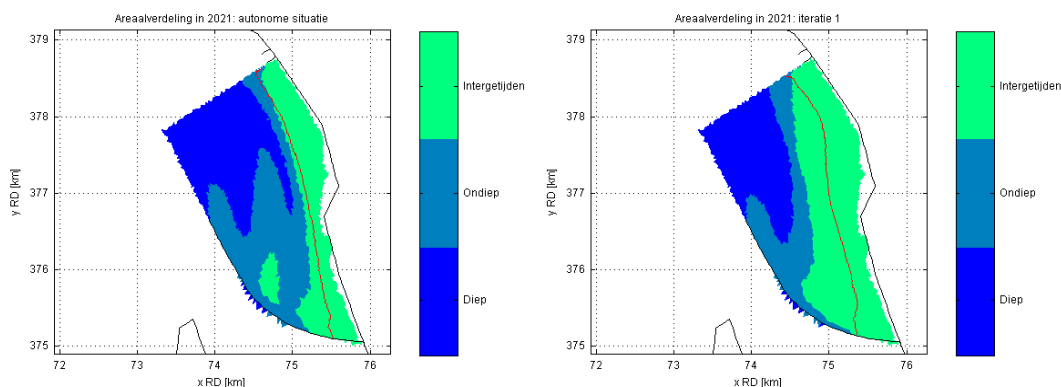 Areaalverdeling in 2021: autonome situatie
379
378
377
376
375
y RD [km]
72
73
74
75
76
x RD [km]
Intergetijden
Ondiep
Diep
Areaalverdeling in 2021: iteratie 1
379
378
377
376
375
y RD [km]
72
73
74
75
76
x RD [km]
Intergetijden
Ondiep
Diep